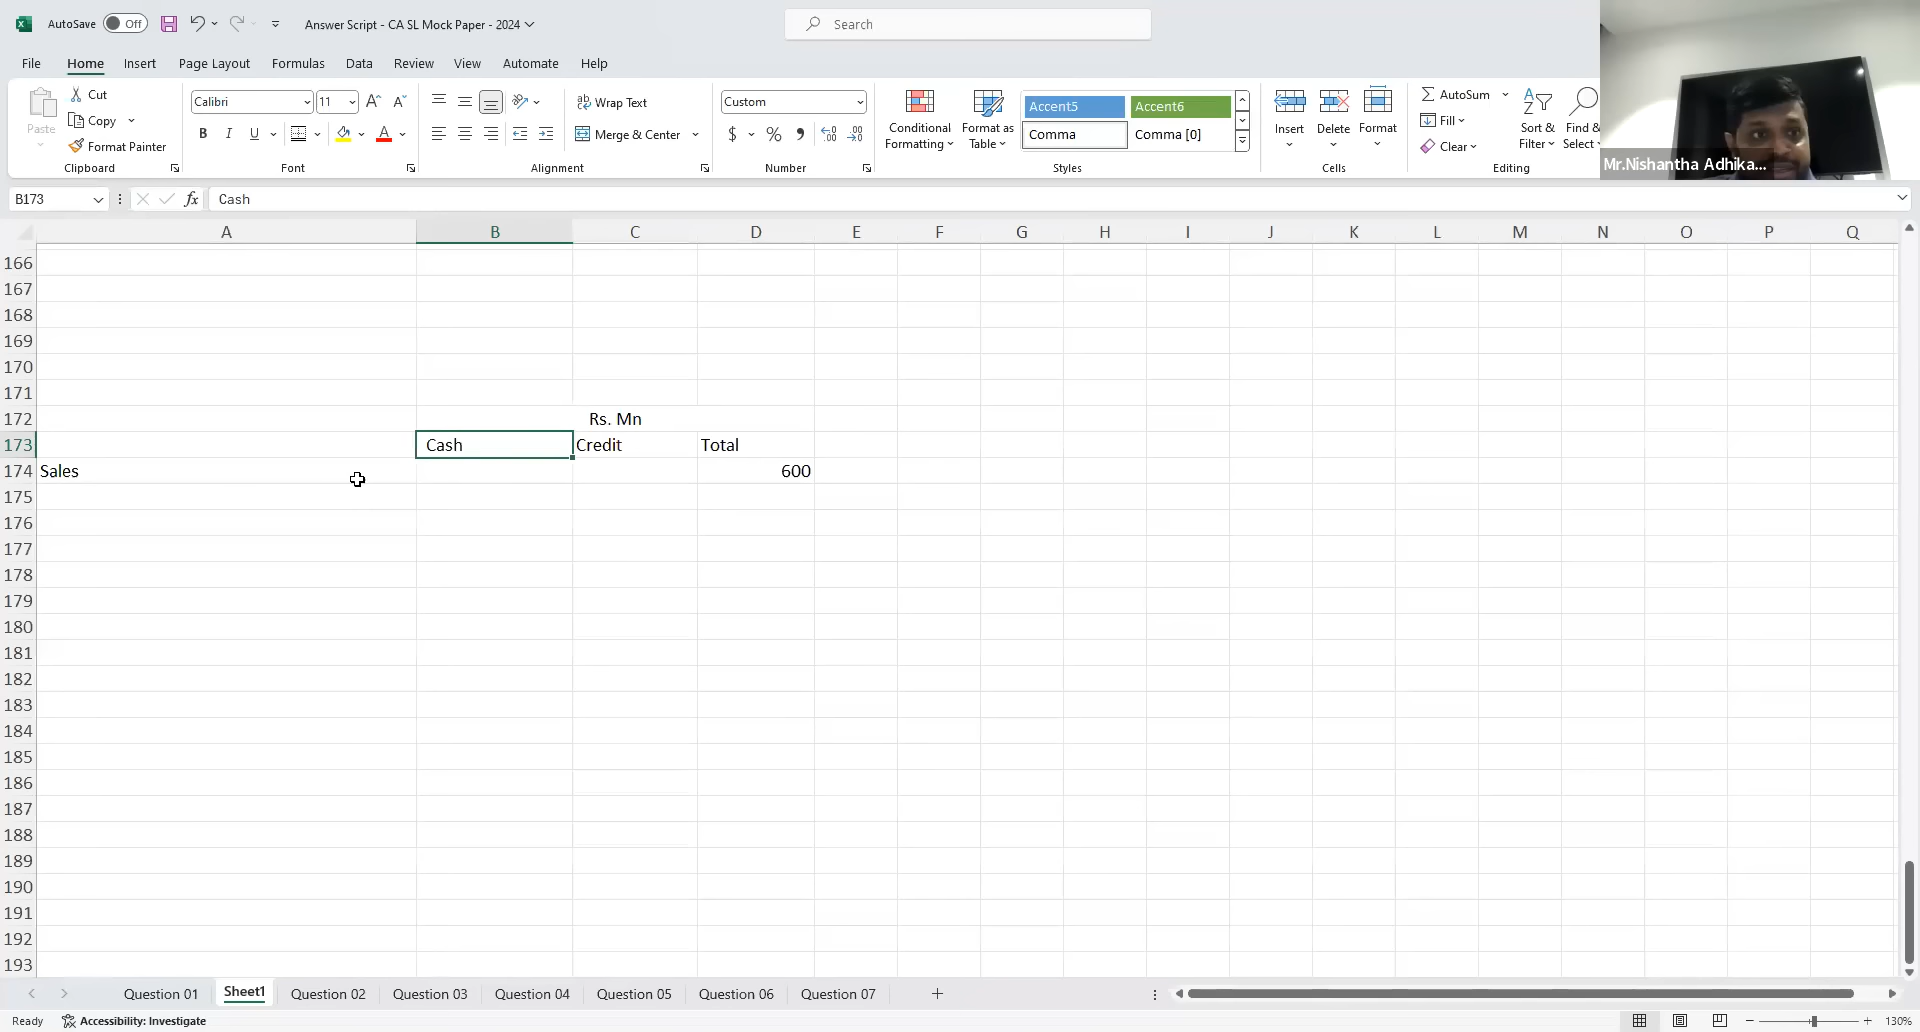 AutoSave Off Answer Script - CA SL Mock Paper - 2024 Search
File Home Insert Page Layout Formulas Data Review View Automate Help
Paste Cut Copy Format Painter Clipboard
Calibri 11 B I U A Font
Wrap Text Merge & Center Alignment
Custom $ % Number
Conditional Formatting Format as Table Accent5 Accent6 Comma Comma [0] Styles
Insert Delete Format Cells
AutoSum Fill Clear Sort & Filter Find & Select Editing
Mr.Nishantha Adhika...
B173 fx Cash
A B C D E F G H I J K L M N O P Q
166
167
168
169
170
171
172 Rs. Mn
173 Cash Credit Total
174 Sales 600
175
176
177
178
179
180
181
182
183
184
185
186
187
188
189
190
191
192
193
Question 01 Sheet1 Question 02 Question 03 Question 04 Question 05 Question 06 Question 07
Ready Accessibility: Investigate 130%